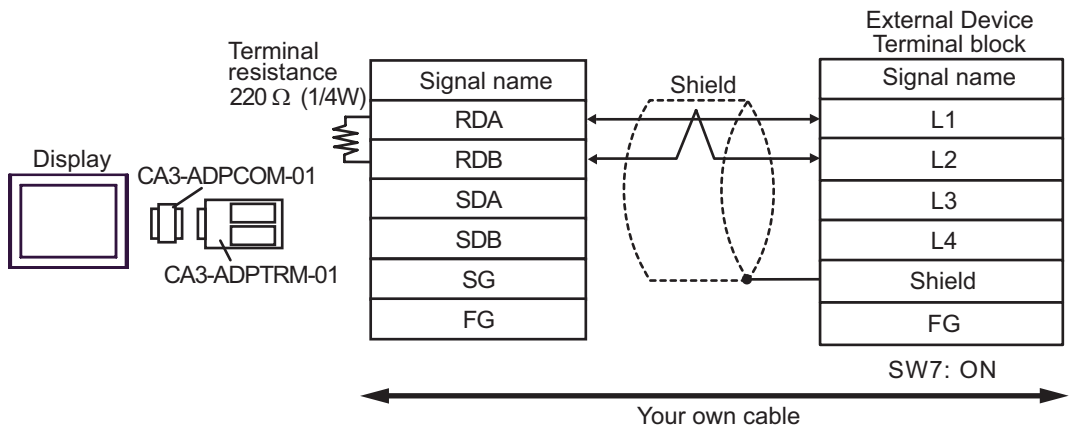 External Device
Terminal block
Terminal
resistance
220 Ω (1/4W)
Signal name
Shield
Signal name
RDA
L1
RDB
L2
Display
CA3-ADPCOM-01
SDA
L3
SDB
L4
CA3-ADPTRM-01
SG
Shield
FG
FG
SW7: ON
Your own cable